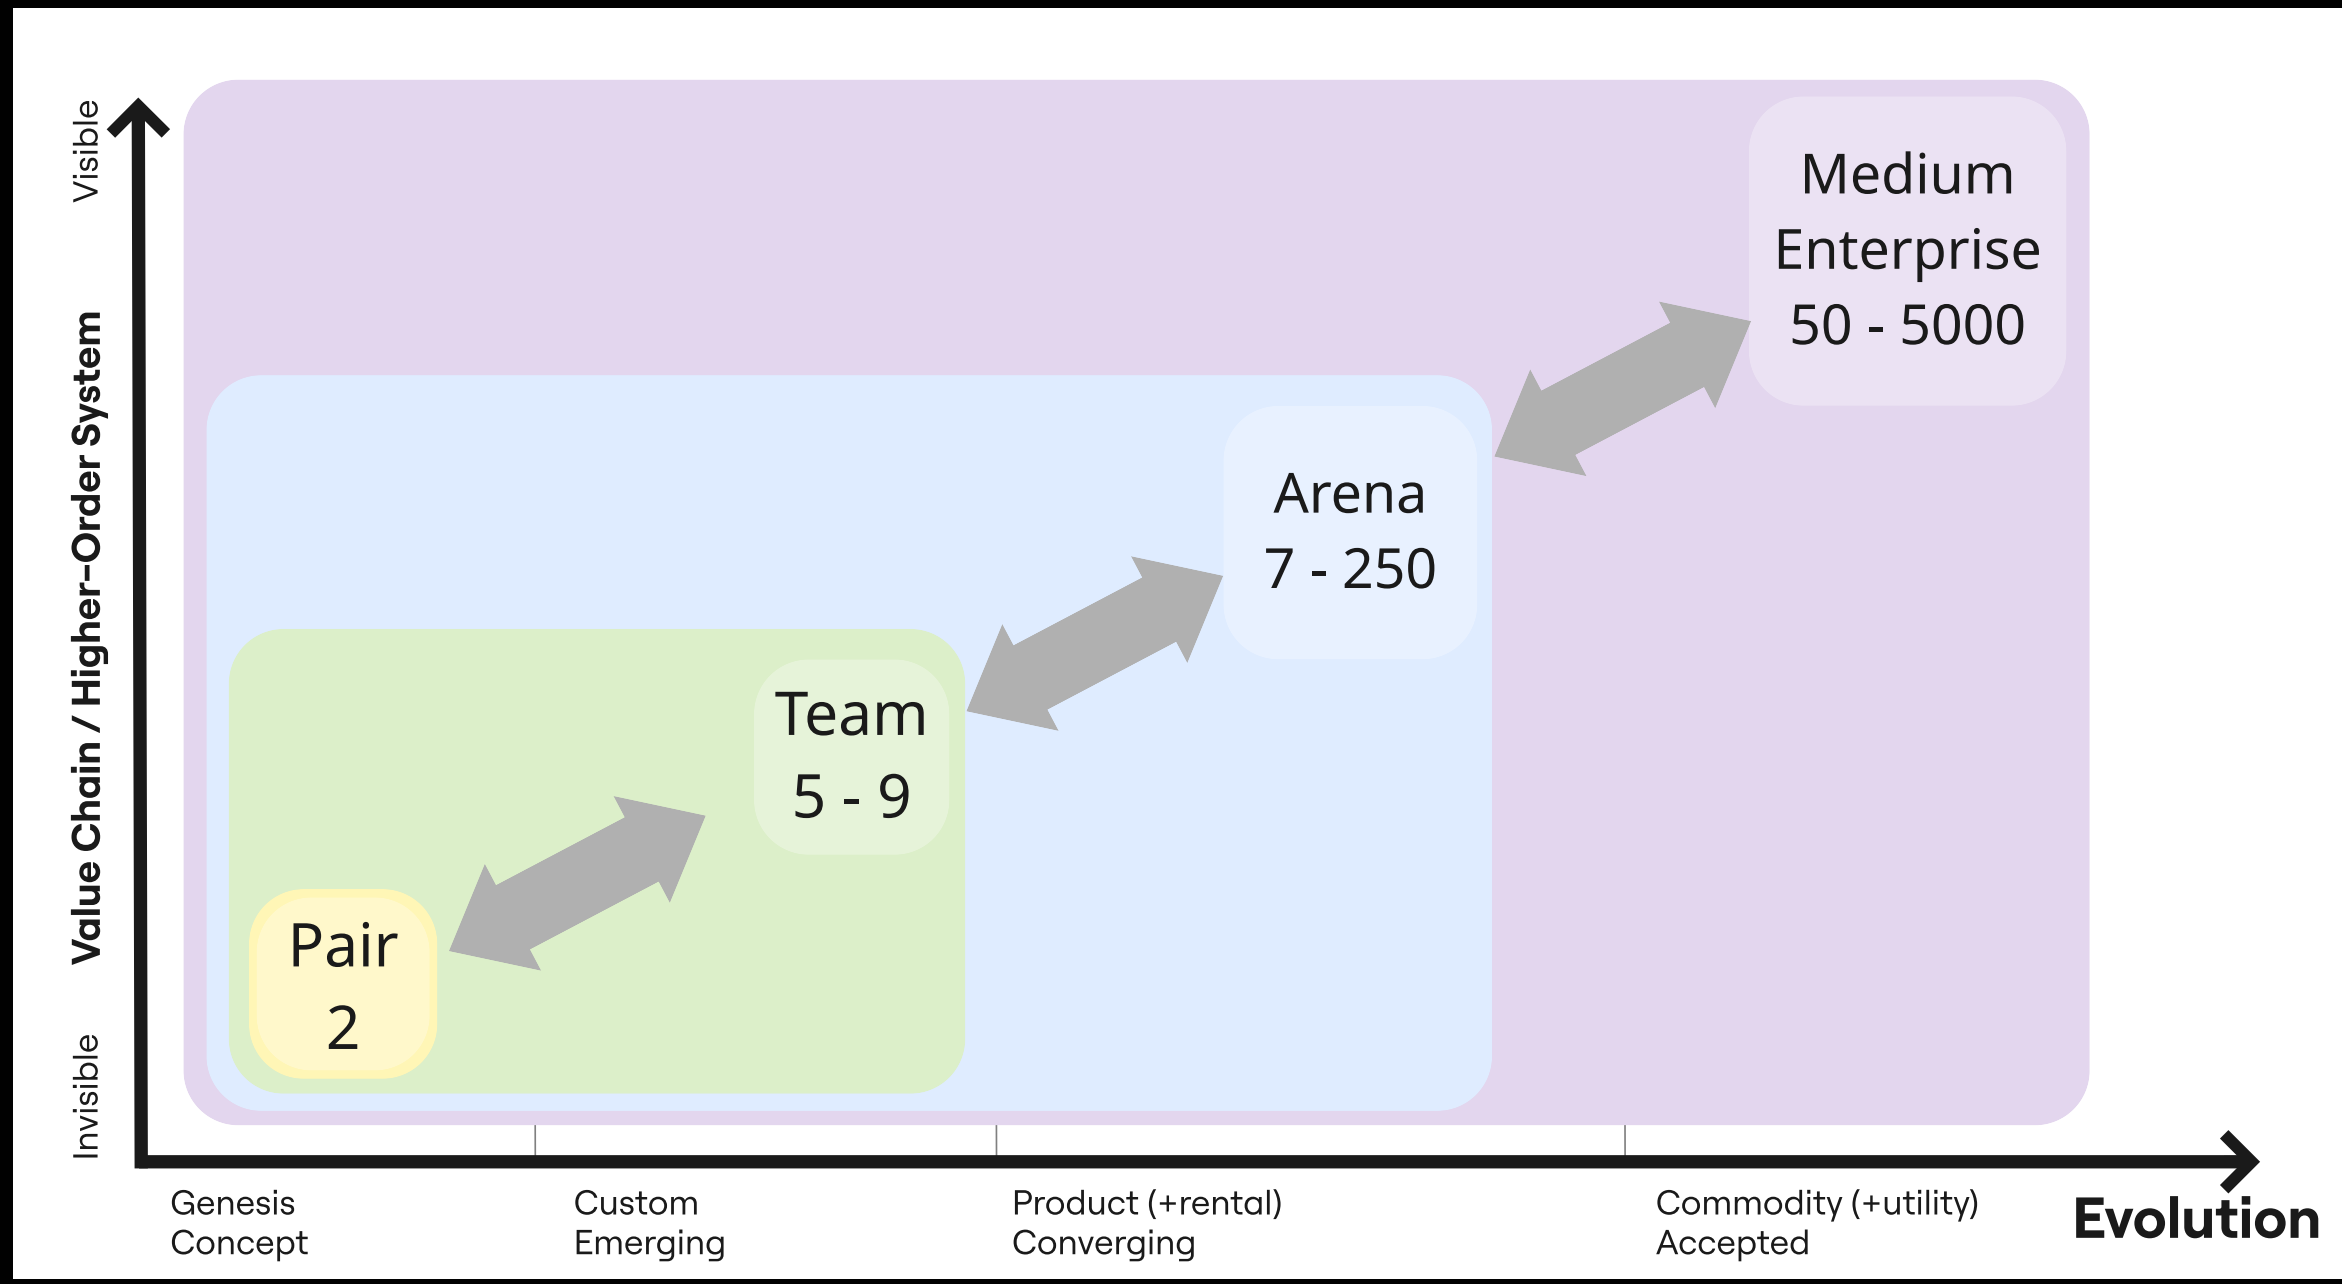 Visible
Value Chain / Higher-Order System
Invisible
Medium
Enterprise
50 - 5000
Arena
7 - 250
Team
5 - 9
Pair
2
Genesis
Concept
Custom
Emerging
Product (+rental)
Converging
Commodity (+utility)
Accepted
Evolution